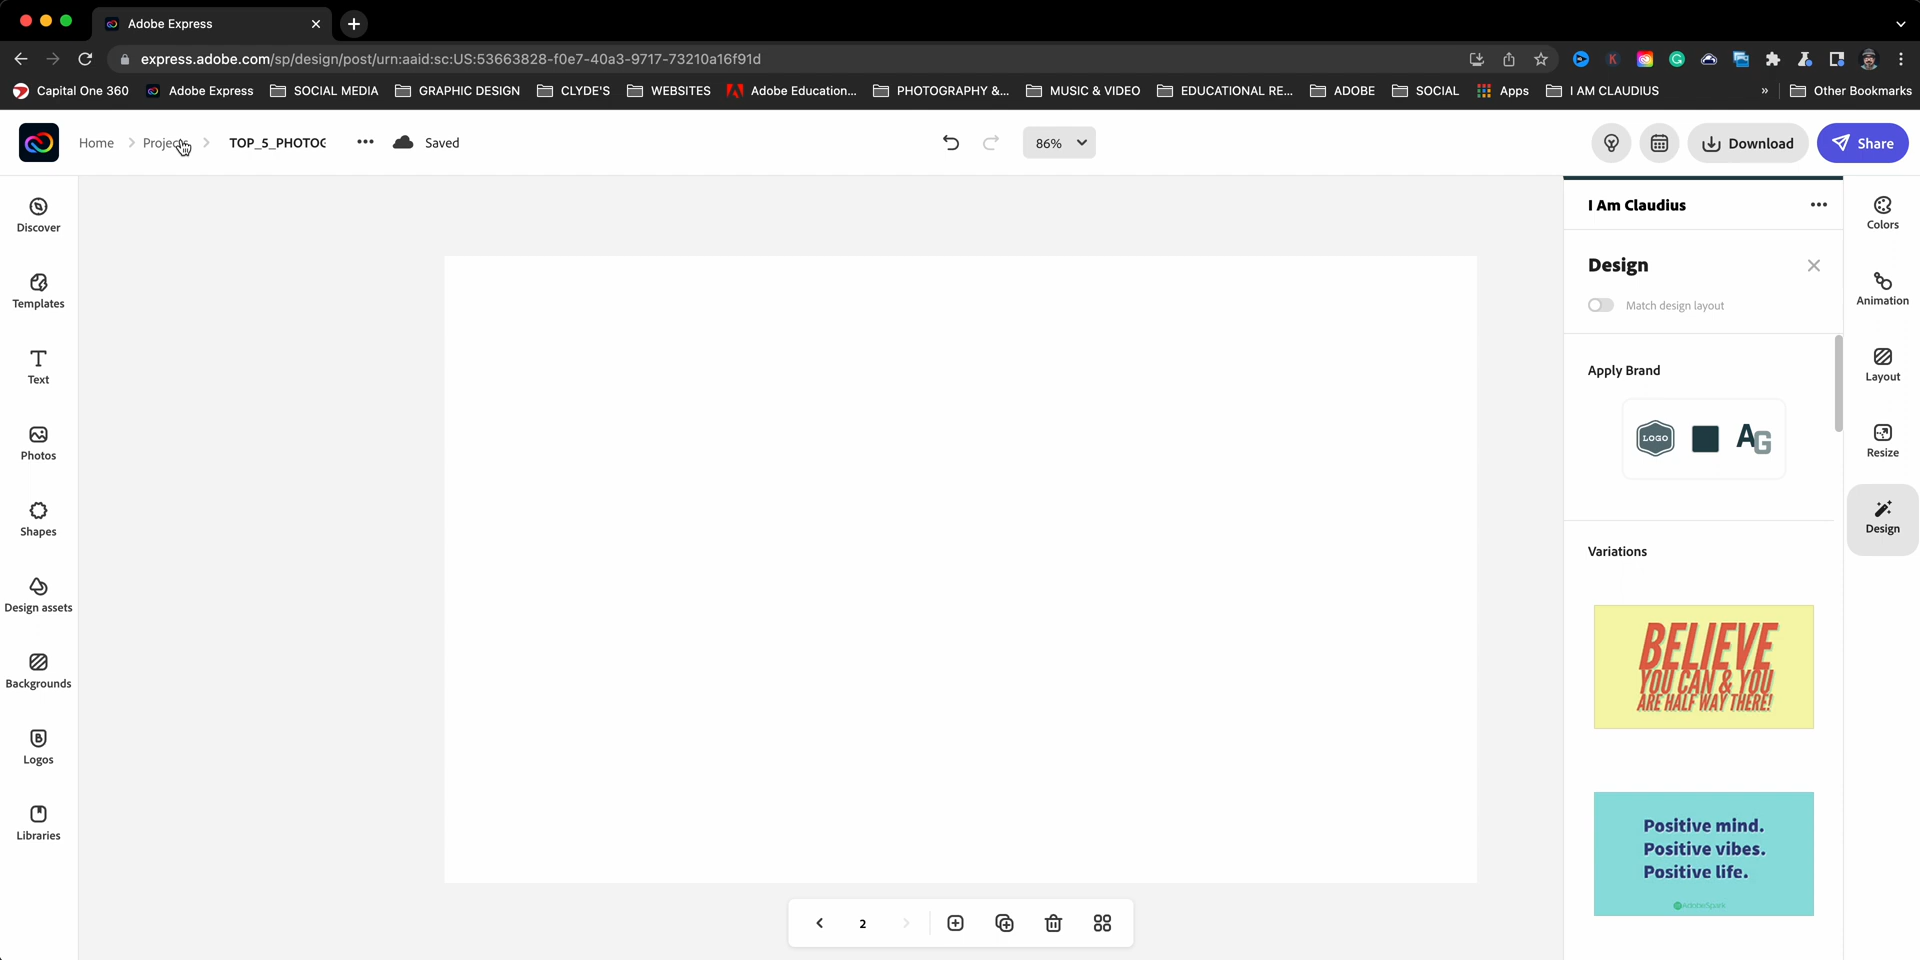 Adobe Express
express.adobe.com/sp/design/post/urn:aaid:sc:US:53663828-f0e7-40a3-9717-73210a16f91d
Capital One 360
Adobe Express
SOCIAL MEDIA
GRAPHIC DESIGN
CLYDE'S
WEBSITES
Adobe Education...
PHOTOGRAPHY &...
MUSIC & VIDEO
EDUCATIONAL RE...
ADOBE
SOCIAL
Apps
I AM CLAUDIUS
»
Other Bookmarks
Home
Projects
TOP_5_PHOTOG
Saved
86%
Download
Share
Discover
Templates
Text
Photos
Shapes
Design assets
Backgrounds
Logos
Libraries
2
I Am Claudius
Design
Match design layout
Apply Brand
LOGO
AG
Variations
BELIEVE
YOU CAN & YOU
ARE HALF WAY THERE!
Positive mind.
Positive vibes.
Positive life.
AdobeSpark
Colors
Animation
Layout
Resize
Design